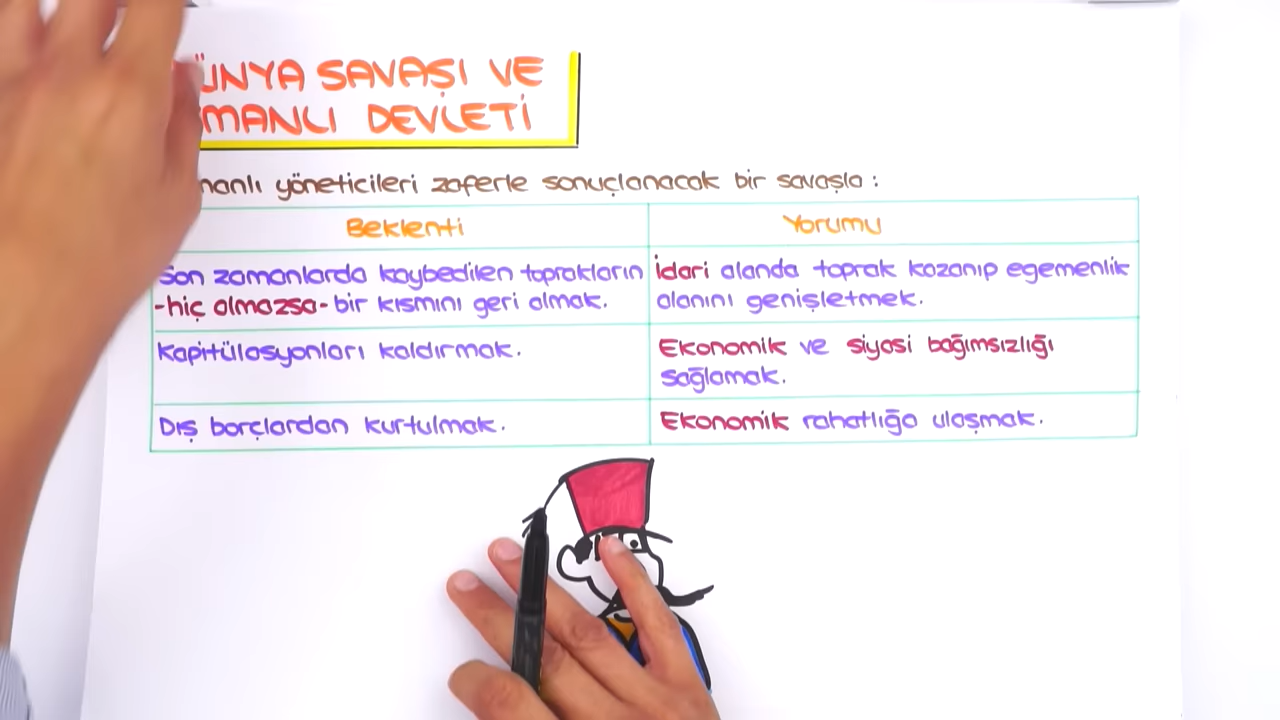 ÜNYA SAVAŞI VE
MANLI DEVLETİ
manlı yöneticileri zaferle sonuçlanacak bir savaşla :
Beklenti
Yorumu
Son zamanlarda kaybedilen toprakların
-hiç olmazsa- bir kısmını geri almak.
İdari alanda toprak kazanıp egemenlik
alanını genişletmek.
Kapitülasyonları kaldırmak.
Ekonomik ve siyasi bağımsızlığı
sağlamak.
Dış borçlardan kurtulmak.
Ekonomik rahatlığa ulaşmak.